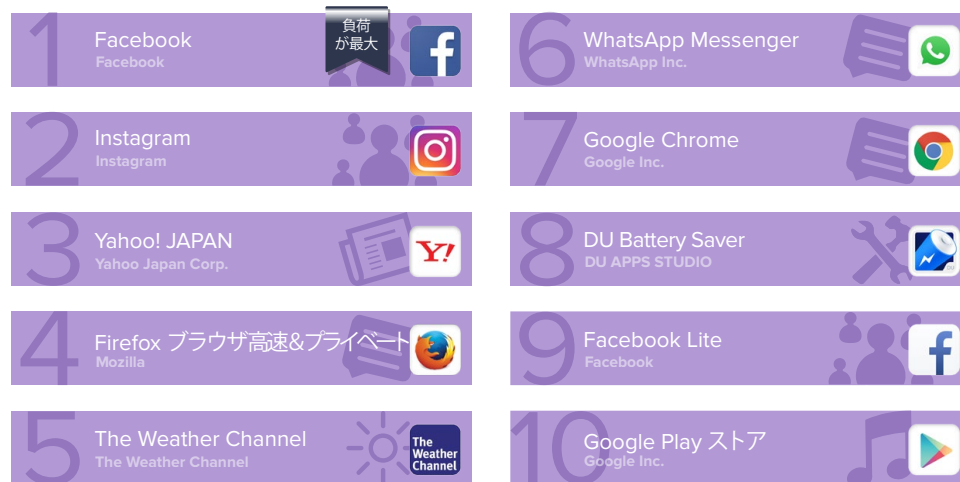 1
Facebook
Facebook
負荷
が最大
2
Instagram
Instagram
3
Yahoo! JAPAN
Yahoo Japan Corp.
Y!
4
Firefox ブラウザ高速&プライベート
Mozilla
5
The Weather Channel
The Weather Channel
The
Weather
Channel
6
WhatsApp Messenger
WhatsApp Inc.
7
Google Chrome
Google Inc.
8
DU Battery Saver
DU APPS STUDIO
9
Facebook Lite
Facebook
10
Google Play ストア
Google Inc.